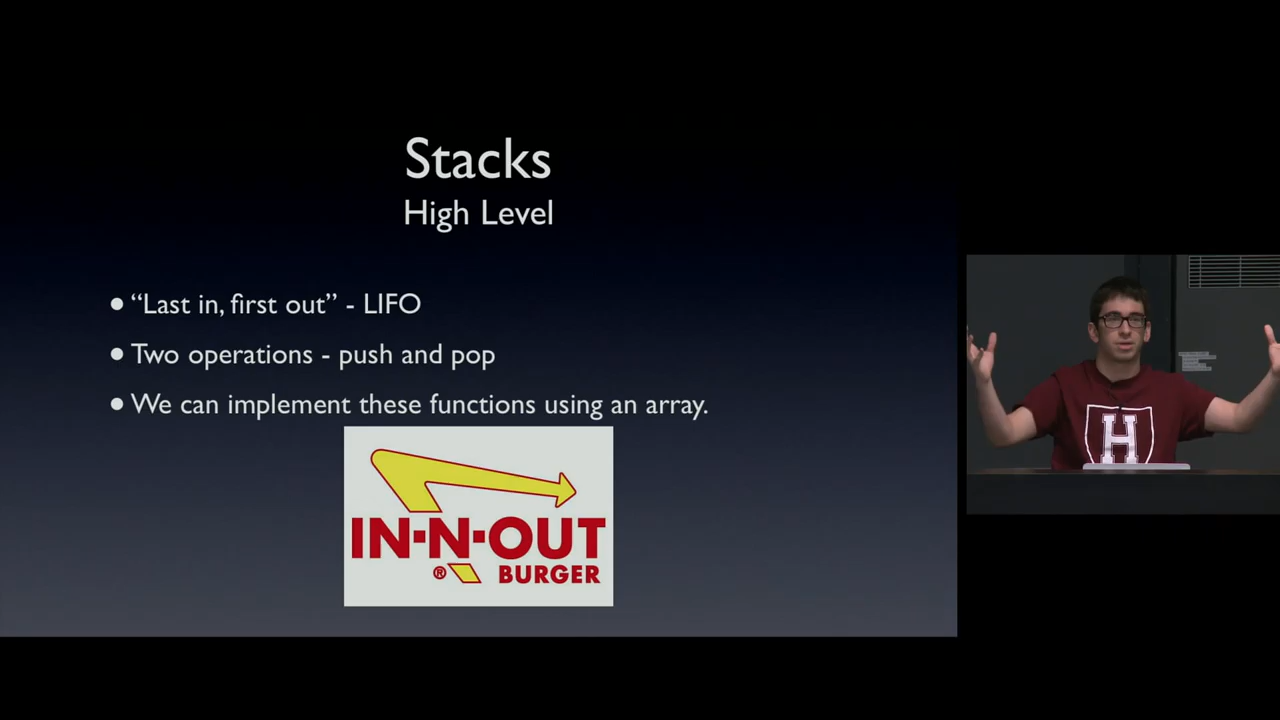 Stacks
High Level
● “Last in, first out” - LIFO
● Two operations - push and pop
● We can implement these functions using an array.
IN-N-OUT
® BURGER
H